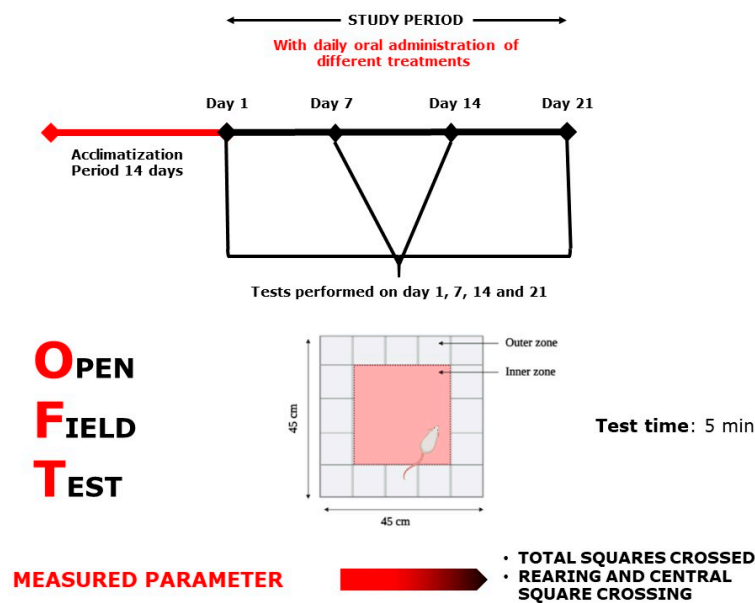 STUDY PERIOD
With daily oral administration of
different treatments
Day 1
Day 7
Day 14
Day 21
Acclimatization
Period 14 days
Tests performed on day 1, 7, 14 and 21
OPEN
FIELD
TEST
Outer zone
Inner zone
45 cm
45 cm
Test time: 5 min
MEASURED PARAMETER
• TOTAL SQUARES CROSSED
• REARING AND CENTRAL
SQUARE CROSSING